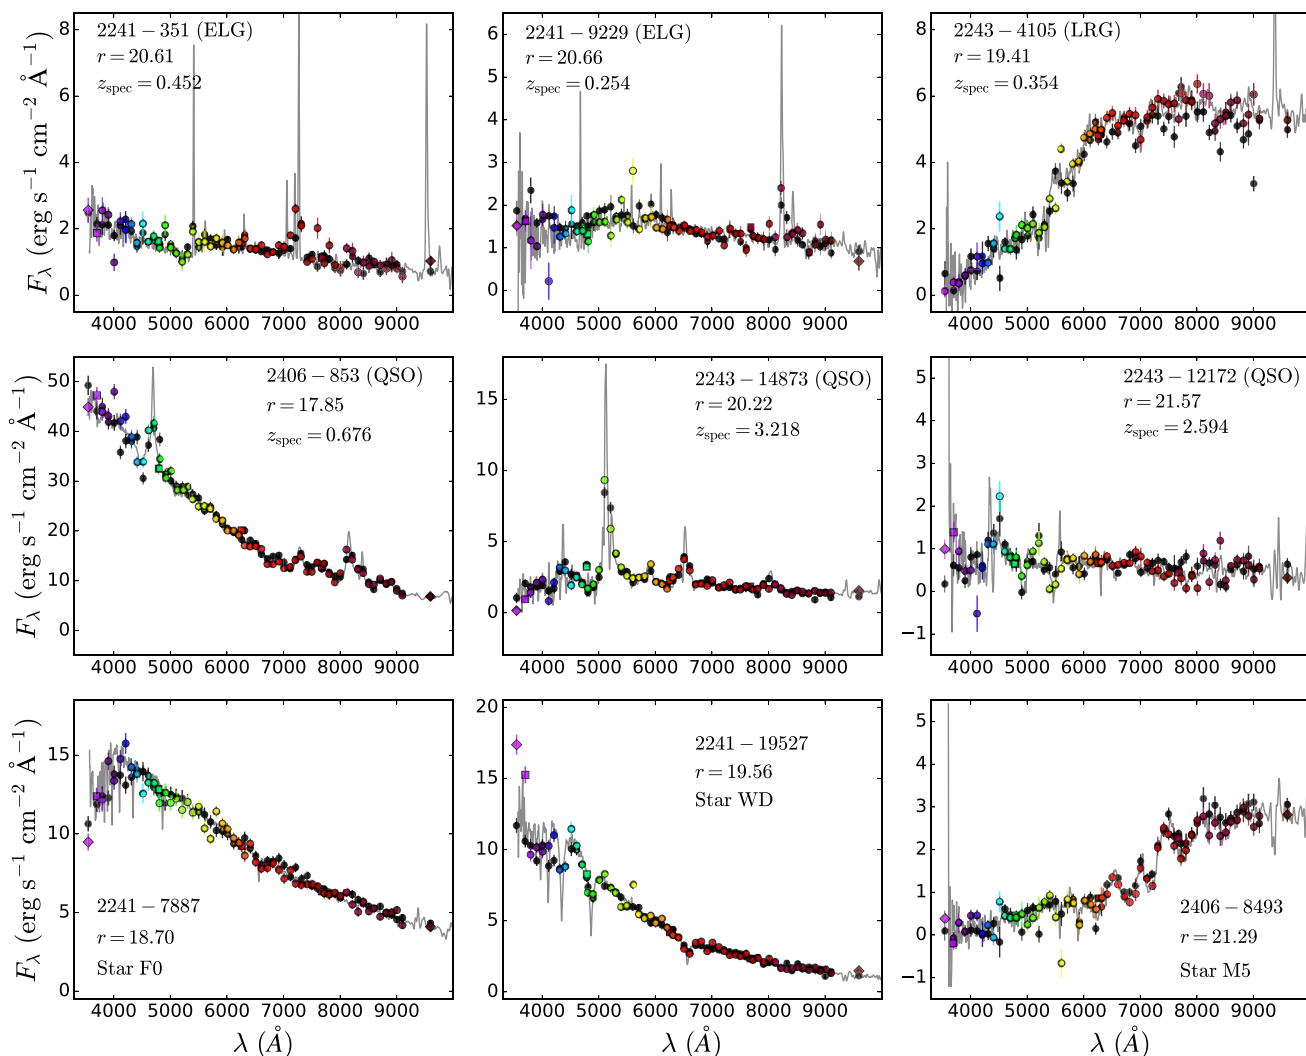 2241 − 351 (ELG)
r = 20.61
z_spec = 0.452
F_λ (erg s⁻¹ cm⁻² Å⁻¹)
8
6
4
2
0
4000 5000 6000 7000 8000 9000
2241 − 9229 (ELG)
r = 20.66
z_spec = 0.254
6
5
4
3
2
1
0
4000 5000 6000 7000 8000 9000
2243 − 4105 (LRG)
r = 19.41
z_spec = 0.354
8
6
4
2
0
4000 5000 6000 7000 8000 9000
2406 − 853 (QSO)
r = 17.85
z_spec = 0.676
F_λ (erg s⁻¹ cm⁻² Å⁻¹)
50
40
30
20
10
0
4000 5000 6000 7000 8000 9000
2243 − 14873 (QSO)
r = 20.22
z_spec = 3.218
15
10
5
0
4000 5000 6000 7000 8000 9000
2243 − 12172 (QSO)
r = 21.57
z_spec = 2.594
5
4
3
2
1
0
−1
4000 5000 6000 7000 8000 9000
F_λ (erg s⁻¹ cm⁻² Å⁻¹)
15
10
5
0
2241 − 7887
r = 18.70
Star F0
4000 5000 6000 7000 8000 9000
λ (Å)
20
15
10
5
0
2241 − 19527
r = 19.56
Star WD
4000 5000 6000 7000 8000 9000
λ (Å)
5
4
3
2
1
0
−1
2406 − 8493
r = 21.29
Star M5
4000 5000 6000 7000 8000 9000
λ (Å)